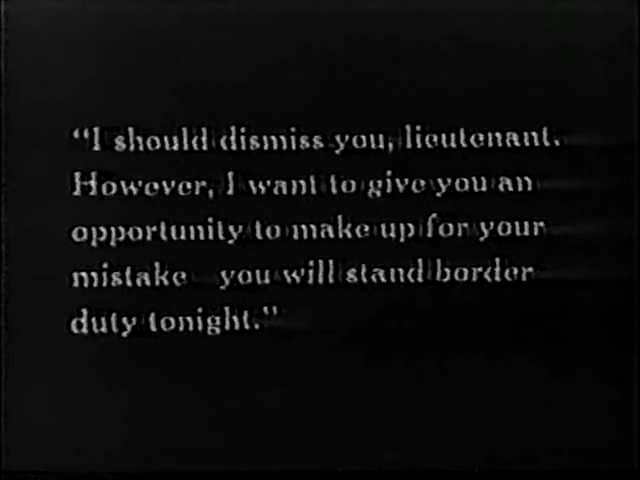 "I should dismiss you, lieutenant.
However, I want to give you an
opportunity to make up for your
mistake you will stand border
duty tonight."